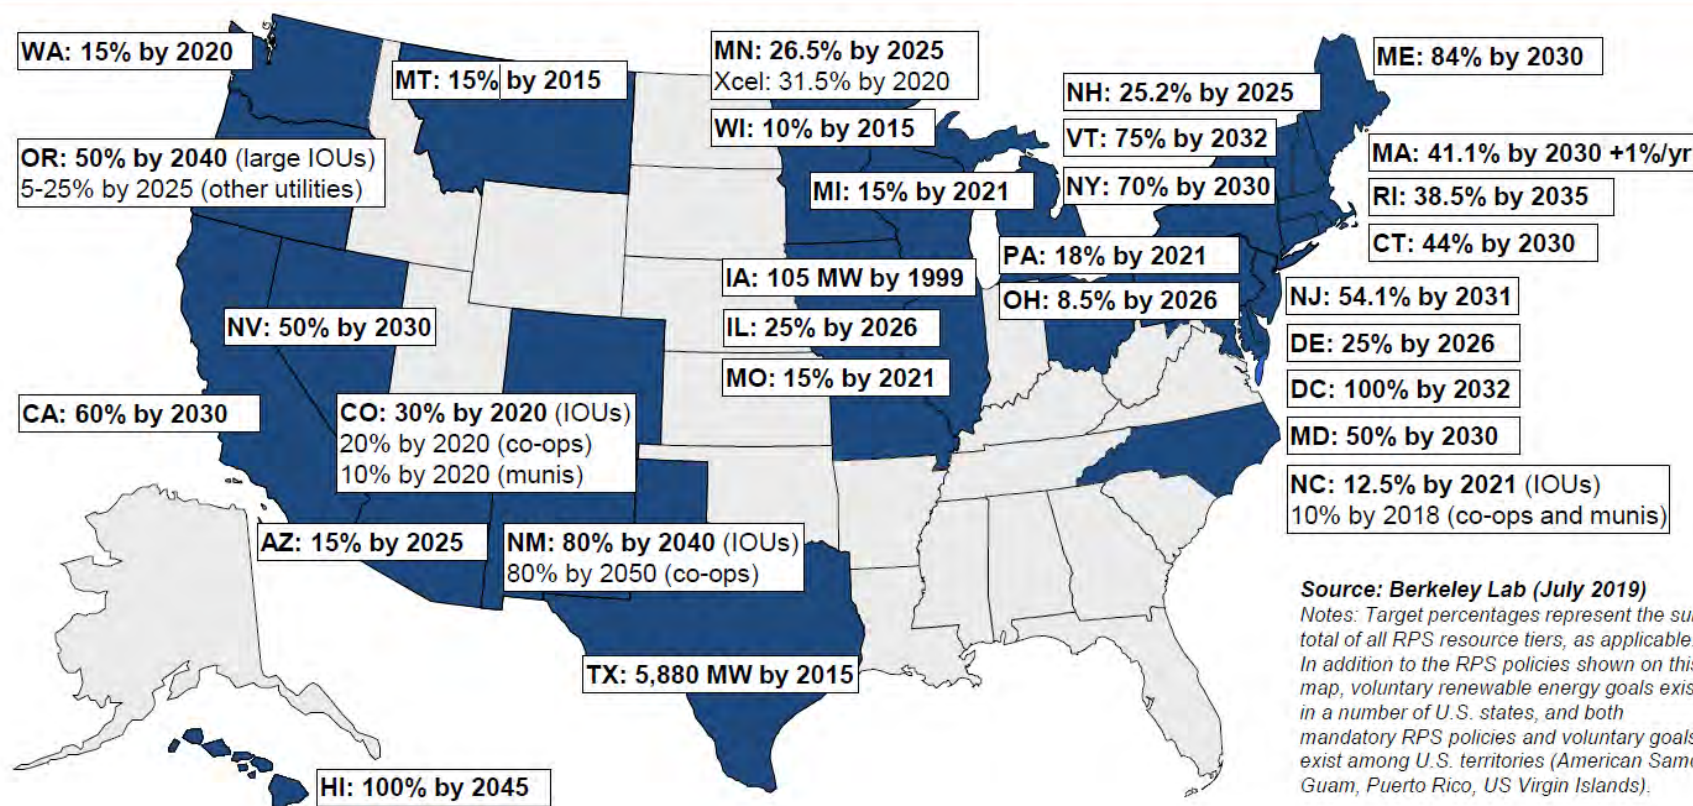 WA: 15% by 2020
MT: 15% by 2015
MN: 26.5% by 2025
Xcel: 31.5% by 2020
WI: 10% by 2015
ME: 84% by 2030
NH: 25.2% by 2025
VT: 75% by 2032
NY: 70% by 2030
MA: 41.1% by 2030 +1%/yr
RI: 38.5% by 2035
CT: 44% by 2030
OR: 50% by 2040 (large IOUs)
5-25% by 2025 (other utilities)
MI: 15% by 2021
PA: 18% by 2021
OH: 8.5% by 2026
IA: 105 MW by 1999
IL: 25% by 2026
MO: 15% by 2021
NJ: 54.1% by 2031
DE: 25% by 2026
DC: 100% by 2032
MD: 50% by 2030
NC: 12.5% by 2021 (IOUs)
10% by 2018 (co-ops and munis)
NV: 50% by 2030
CA: 60% by 2030
CO: 30% by 2020 (IOUs)
20% by 2020 (co-ops)
10% by 2020 (munis)
AZ: 15% by 2025
NM: 80% by 2040 (IOUs)
80% by 2050 (co-ops)
TX: 5,880 MW by 2015
HI: 100% by 2045
Source: Berkeley Lab (July 2019)
Notes: Target percentages represent the su
total of all RPS resource tiers, as applicable
In addition to the RPS policies shown on this
map, voluntary renewable energy goals exis
in a number of U.S. states, and both
mandatory RPS policies and voluntary goals
exist among U.S. territories (American Samo
Guam, Puerto Rico, US Virgin Islands).